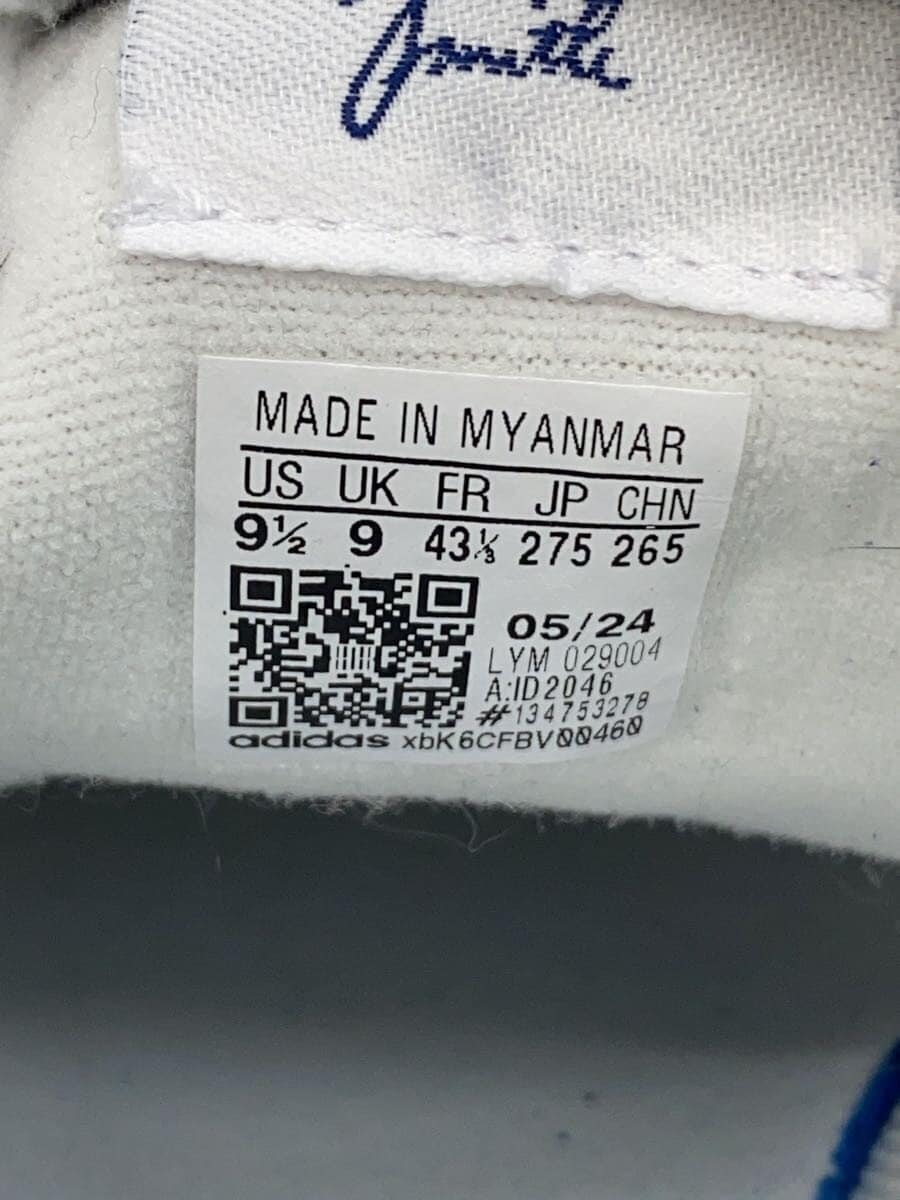 Smith
MADE IN MYANMAR
US UK FR JP CHN
9½ 9 43⅓ 275 265
05/24
LYM 029004
A:ID2046
#134753278
adidas xbK6CFBV00460